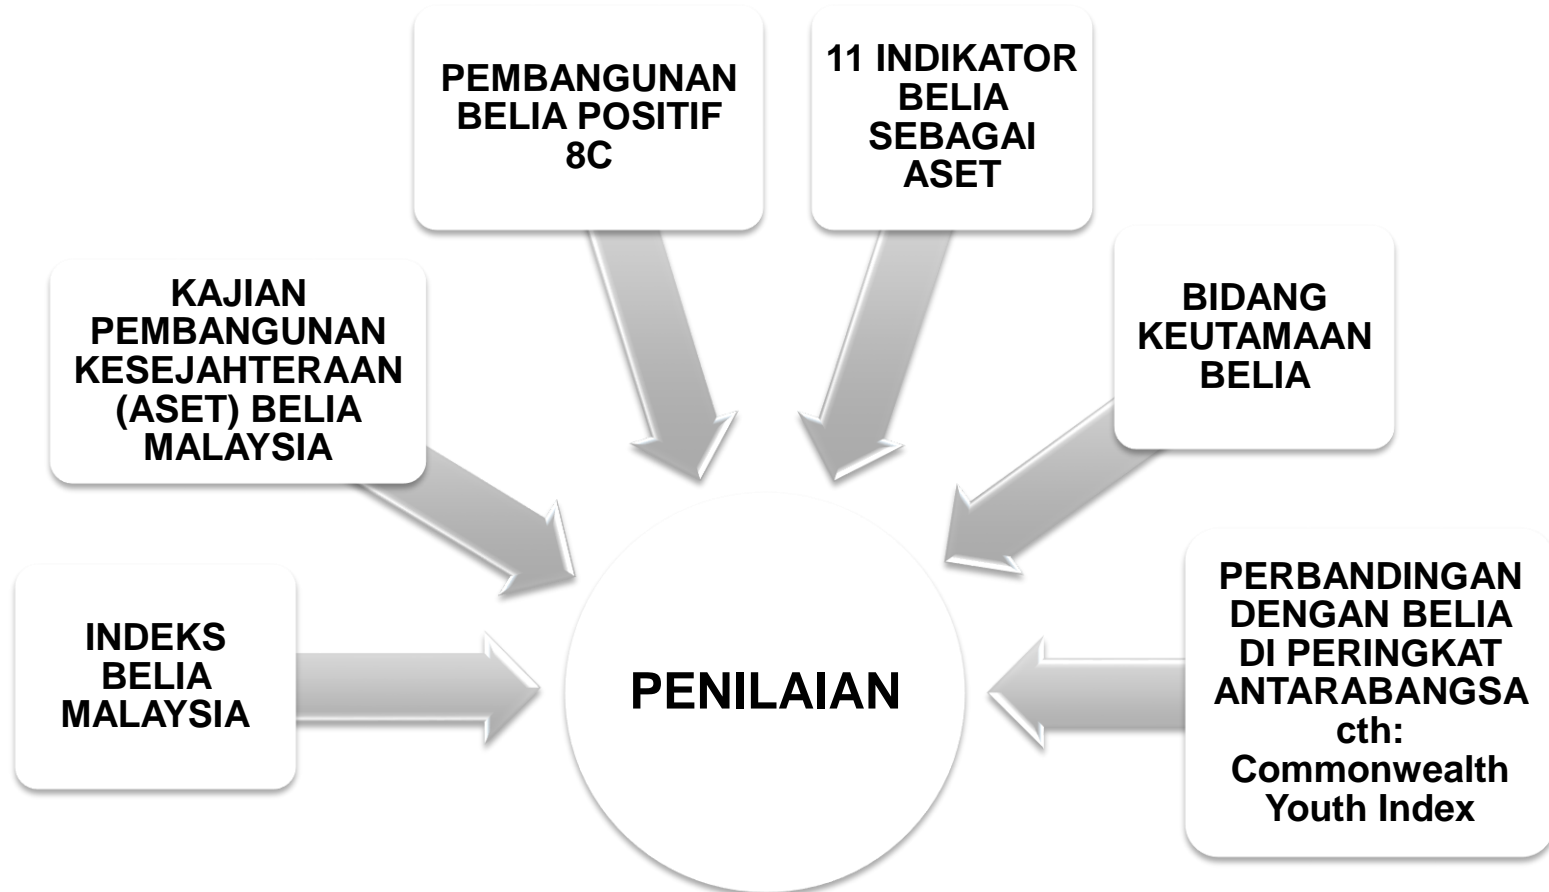 PEMBANGUNAN
BELIA POSITIF
8C
11 INDIKATOR
BELIA
SEBAGAI
ASET
KAJIAN
PEMBANGUNAN
KESEJAHTERAAN
(ASET) BELIA
MALAYSIA
BIDANG
KEUTAMAAN
BELIA
INDEKS
BELIA
MALAYSIA
PENILAIAN
PERBANDINGAN
DENGAN BELIA
DI PERINGKAT
ANTARABANGSA
cth:
Commonwealth
Youth Index